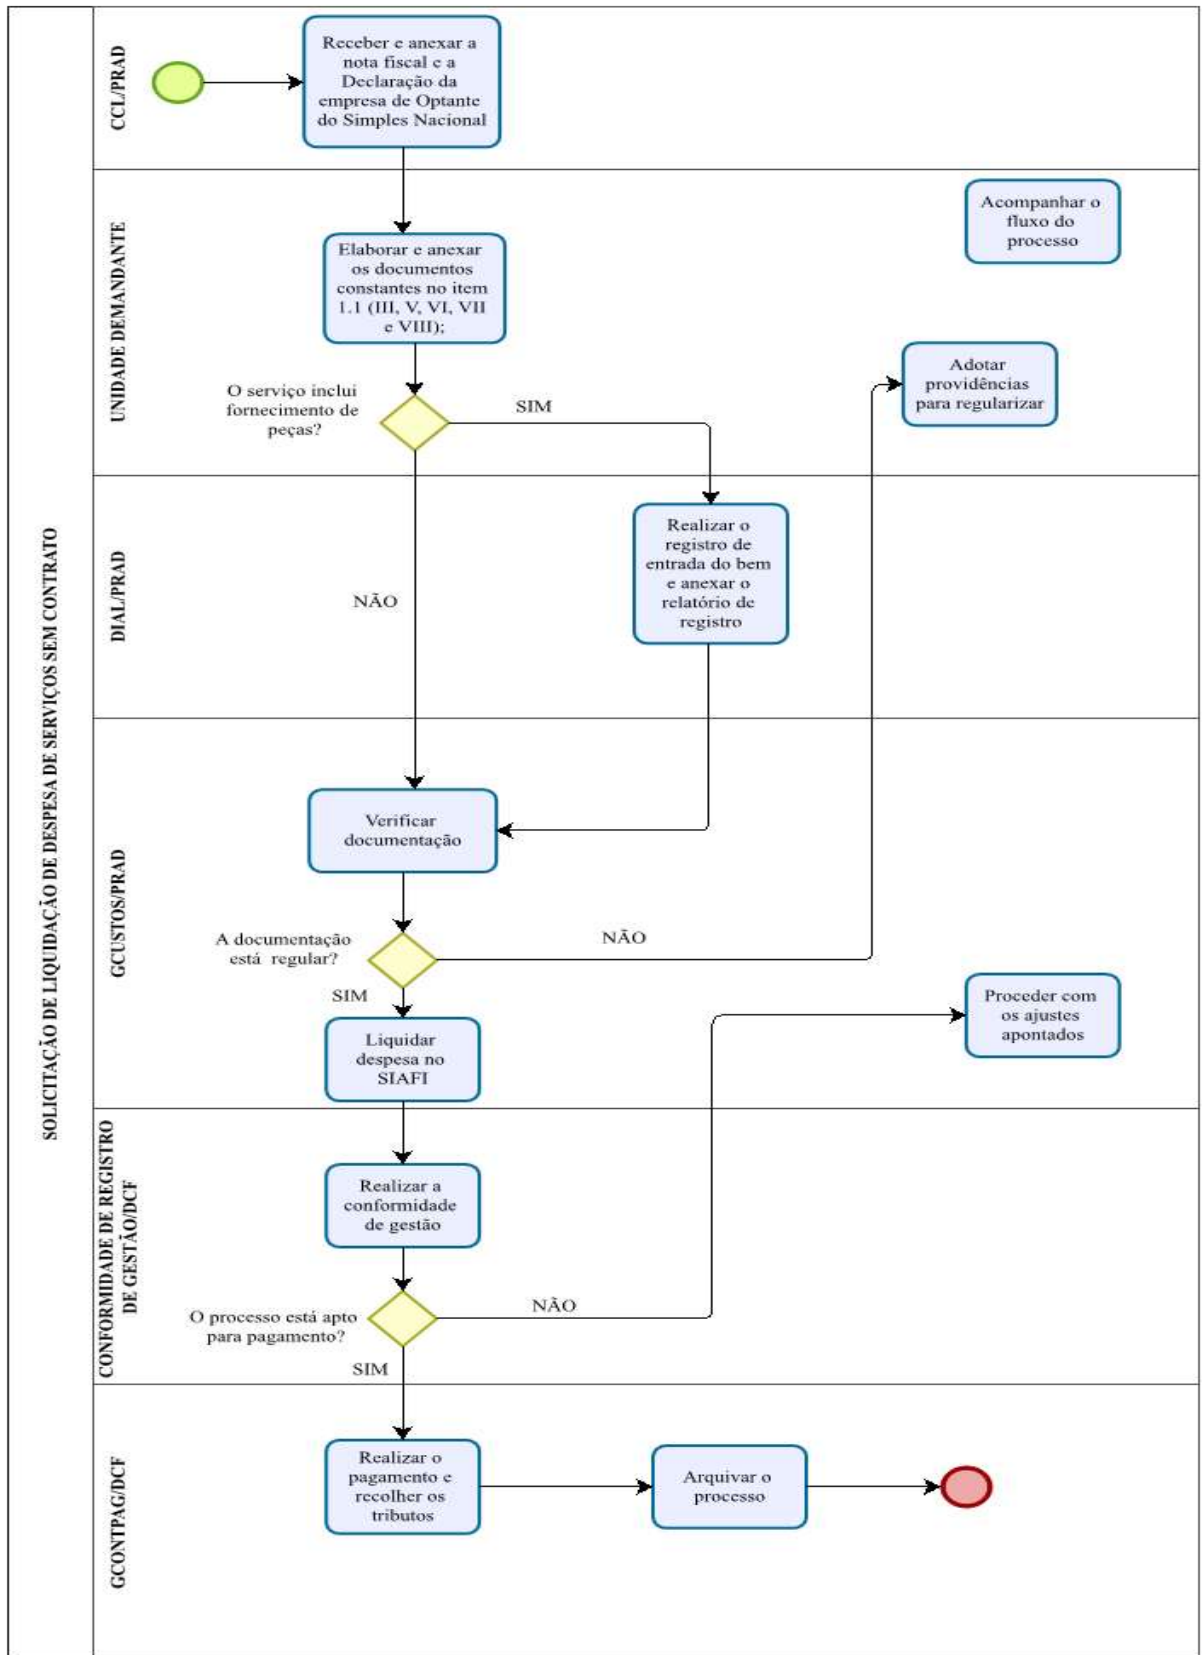 SOLICITAÇÃO DE LIQUIDAÇÃO DE DESPESA DE SERVIÇOS SEM CONTRATO
CCL/PRAD
Receber e anexar a
nota fiscal e a
Declaração da
empresa de Optante
do Simples Nacional
UNIDADE DEMANDANTE
Acompanhar o
fluxo do
processo
Elaborar e anexar
os documentos
constantes no item
1.1 (III, V, VI, VII
e VIII);
Adotar
providências
para regularizar
O serviço inclui
fornecimento de
peças?
SIM
DIAL/PRAD
Realizar o
registro de
entrada do bem
e anexar o
relatório de
registro
NÃO
GCUSTOS/PRAD
Verificar
documentação
A documentação
está regular?
NÃO
SIM
Proceder com
os ajustes
apontados
Liquidar
despesa no
SIAFI
CONFORMIDADE DE REGISTRO
DE GESTÃO/DCF
Realizar a
conformidade
de gestão
O processo está apto
para pagamento?
NÃO
SIM
GCONTPAG/DCF
Realizar o
pagamento e
recolher os
tributos
Arquivar o
processo